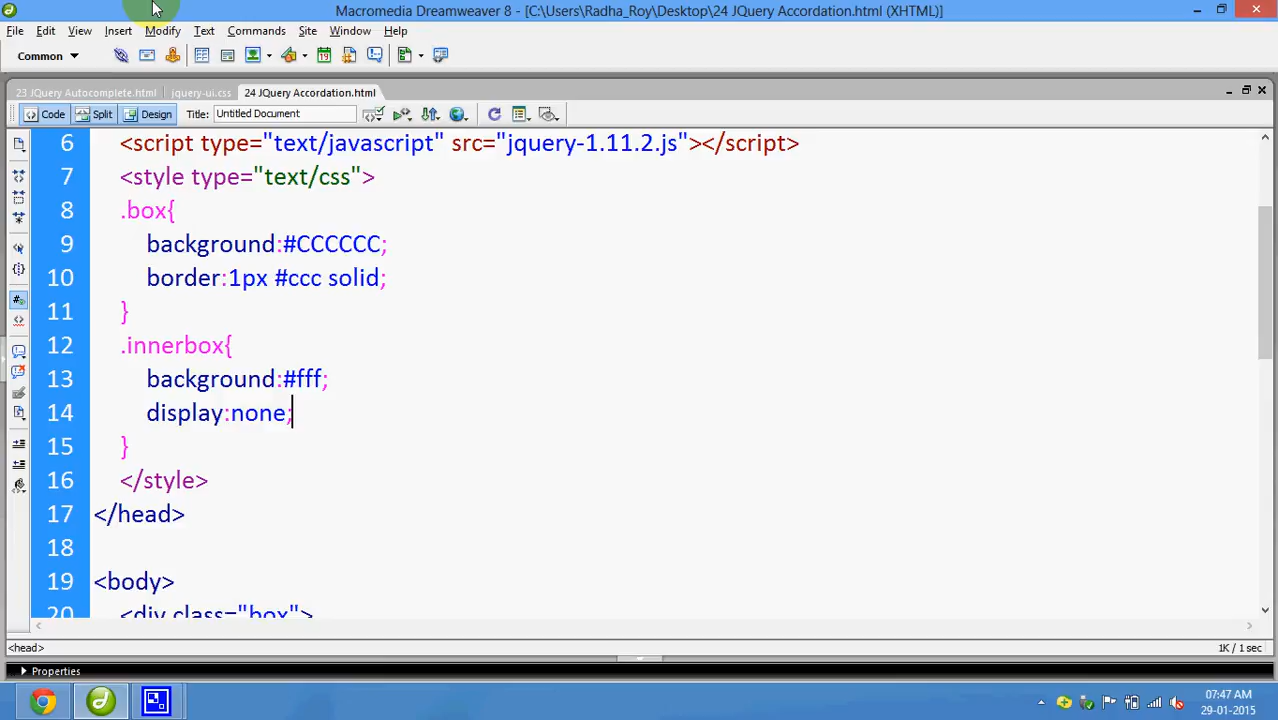 Macromedia Dreamweaver 8 - [C:\Users\Radha_Roy\Desktop\24 JQuery Accordation.html (XHTML)]
File Edit View Insert Modify Text Commands Site Window Help
Common
23 JQuery Autocomplete.html jquery-ui.css 24 JQuery Accordation.html
Code Split Design Title: Untitled Document
6 <script type="text/javascript" src="jquery-1.11.2.js"></script>
7 <style type="text/css">
8 .box{
9 background:#CCCCCC;
10 border:1px #ccc solid;
11 }
12 .innerbox{
13 background:#fff;
14 display:none;
15 }
16 </style>
17 </head>
18
19 <body>
20 <div class="box">
<head> 1K / 1 sec
Properties
07:47 AM
29-01-2015